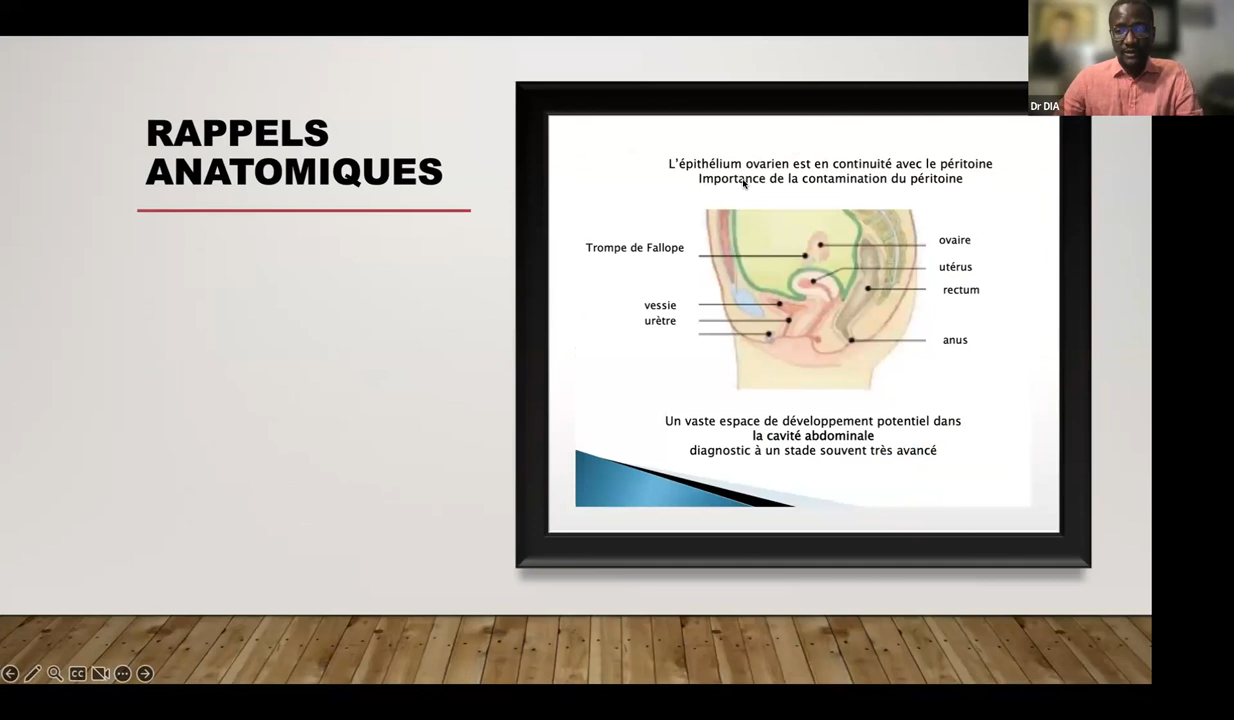 RAPPELS
ANATOMIQUES
Dr DIA
L'épithélium ovarien est en continuité avec le péritoine
Importance de la contamination du péritoine
Trompe de Fallope
ovaire
utérus
rectum
vessie
urètre
anus
Un vaste espace de développement potentiel dans
la cavité abdominale
diagnostic à un stade souvent très avancé
CC